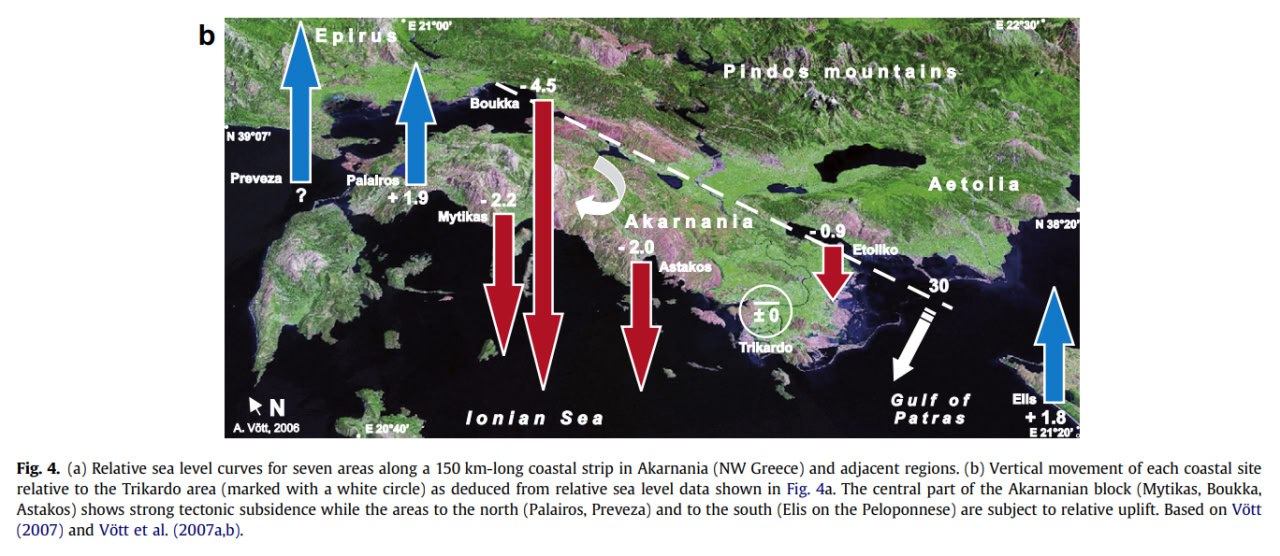 b
E 21°00'
E 22°30'
Epirus
Pindos mountains
- 4.5
Boukka
N 39°07'
Preveza
?
Palairos
+ 1.9
- 2.2
Mytikas
Akarnania
Aetolia
N 38°20'
- 2.0
Astakos
- 0.9
Etoliko
30
± 0
Trikardo
Elis
+ 1.8
Gulf of
Patras
Ionian Sea
N
A. Vött, 2006
E 20°40'
E 21°20'
Fig. 4. (a) Relative sea level curves for seven areas along a 150 km-long coastal strip in Akarnania (NW Greece) and adjacent regions. (b) Vertical movement of each coastal site
relative to the Trikardo area (marked with a white circle) as deduced from relative sea level data shown in Fig. 4a. The central part of the Akarnanian block (Mytikas, Boukka,
Astakos) shows strong tectonic subsidence while the areas to the north (Palairos, Preveza) and to the south (Elis on the Peloponnese) are subject to relative uplift. Based on Vött
(2007) and Vött et al. (2007a,b).